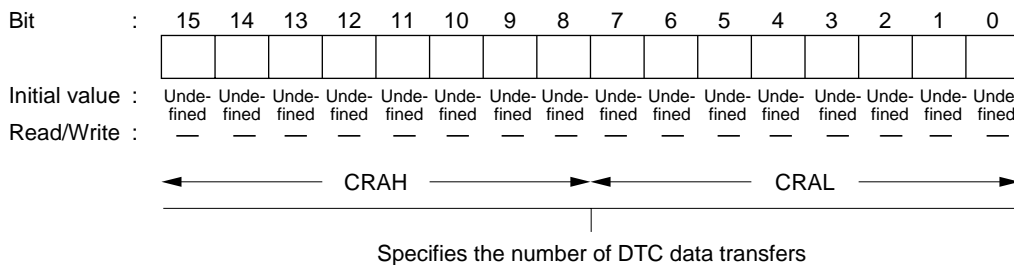 Bit : 15 14 13 12 11 10 9 8 7 6 5 4 3 2 1 0
Initial value : Unde- Unde- Unde- Unde- Unde- Unde- Unde- Unde- Unde- Unde- Unde- Unde- Unde- Unde- Unde- Unde-
fined fined fined fined fined fined fined fined fined fined fined fined fined fined fined fined
Read/Write : — — — — — — — — — — — — — — — —
CRAH CRAL
Specifies the number of DTC data transfers